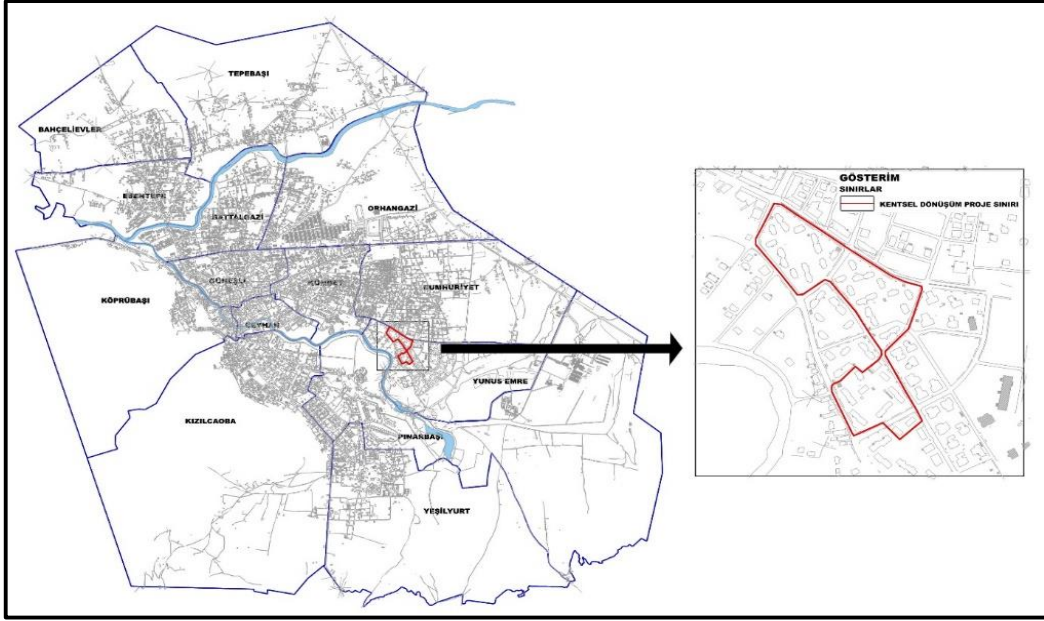 TEPEBAŞI
BAHÇELİEVLER
ESENTEPE
SEYTALGAZİ
ORHANGAZİ
GÜNEŞLİ
KÜMBET
CUMHURİYET
KÖPRÜBAŞI
CEYHAN
YUNUS EMRE
KIZILCAOBA
PINARBAŞI
YEŞİLYURT
GÖSTERİM
SINIRLAR
KENTSEL DÖNÜŞÜM PROJE SINIRI